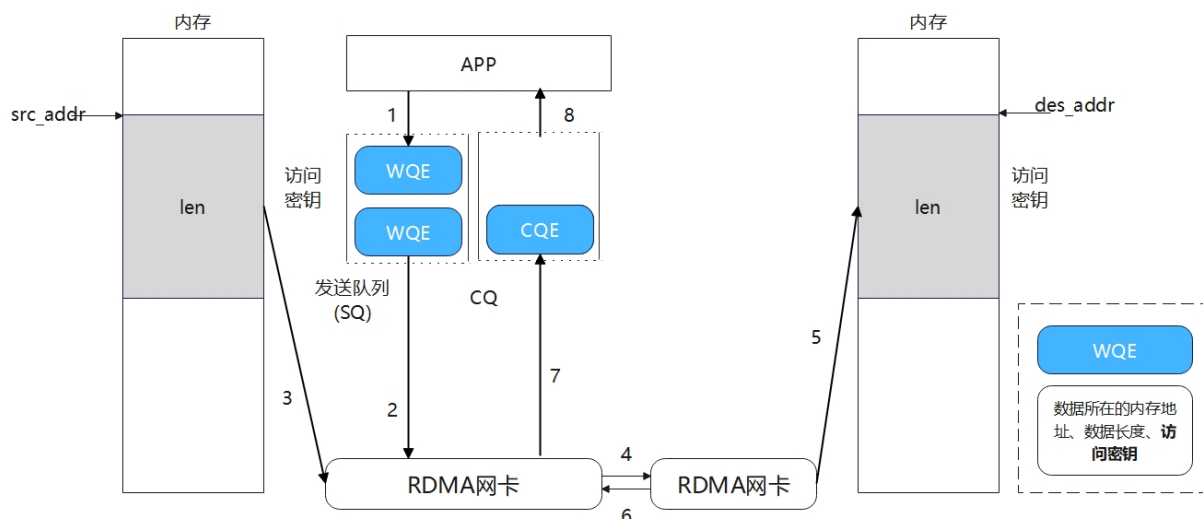 内存
APP
内存
src_addr
des_addr
1
8
WQE
访问
密钥
访问
密钥
len
WQE
CQE
len
发送队列
(SQ)
CQ
5
WQE
7
3
2
数据所在的内存地
址、数据长度、访
问密钥
4
RDMA网卡
RDMA网卡
6